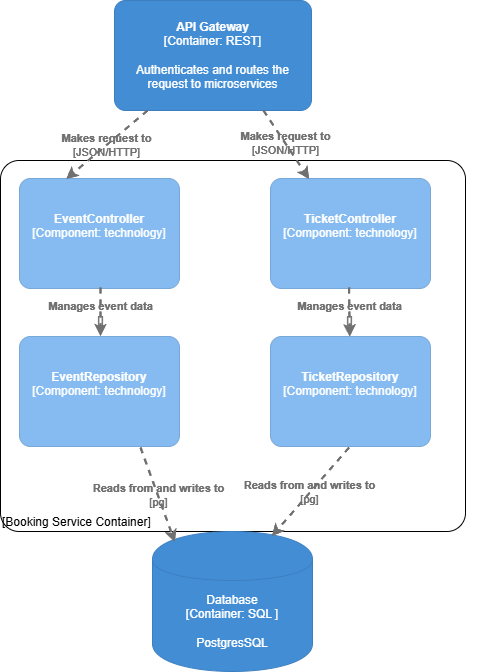 API Gateway
[Container: REST]
Authenticates and routes the
request to microservices
Makes request to
[JSON/HTTP]
Makes request to
[JSON/HTTP]
EventController
[Component: technology]
TicketController
[Component: technology]
Manages event data
[]
Manages event data
[]
EventRepository
[Component: technology]
TicketRepository
[Component: technology]
Reads from and writes to
[pg]
Reads from and writes to
[pg]
[Booking Service Container]
Database
[Container: SQL ]
PostgresSQL